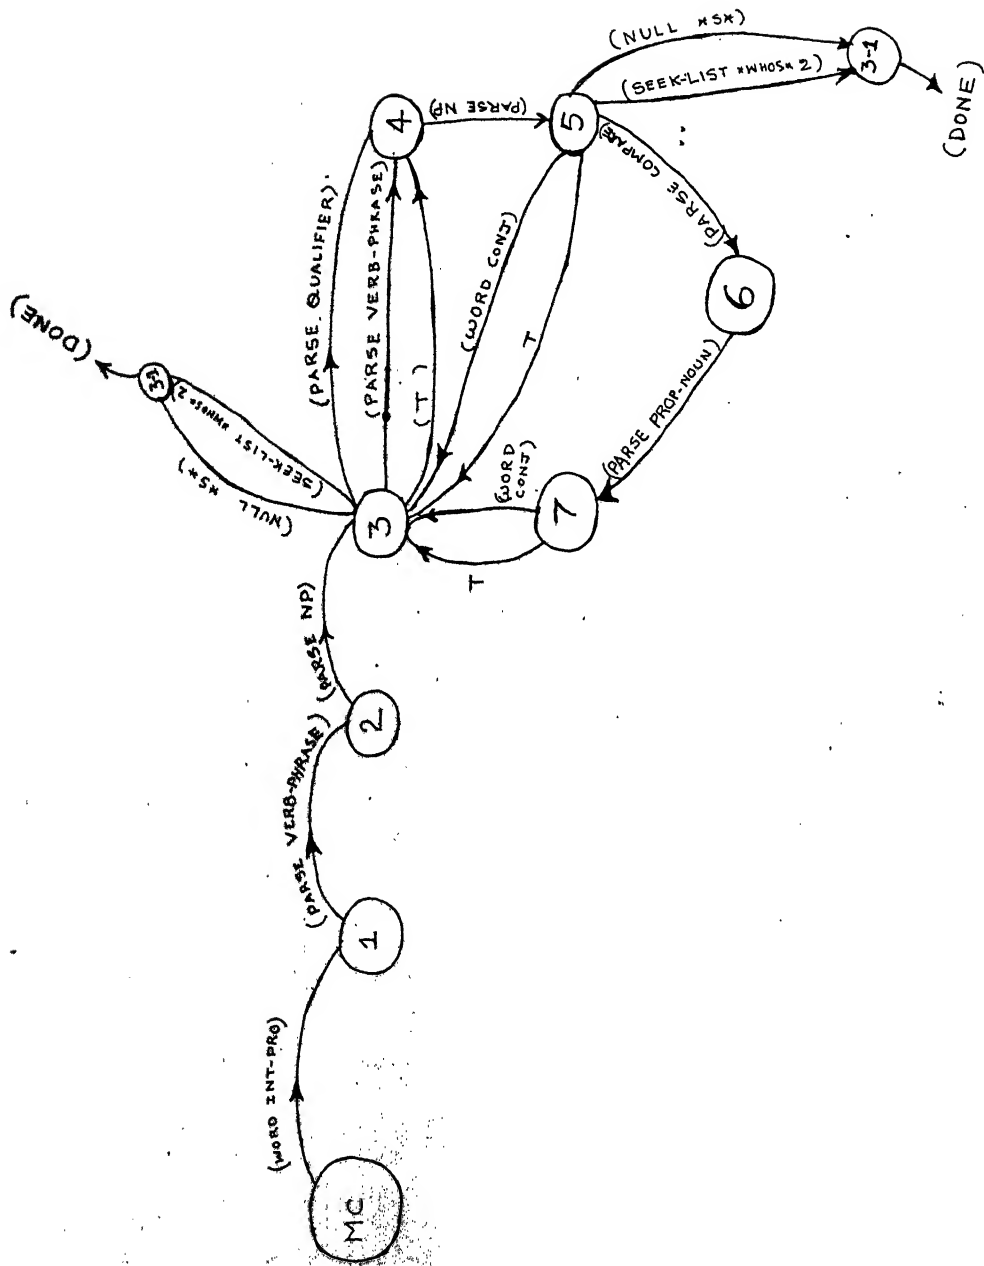 MC
(WORD INT-PRO)
1
(PARSE VERB-PHRASE)
2
(PARSE NP)
3
(NULL *S*)
(SEEK-LIST *WHOS* 2)
3-1
(DONE)
(PARSE QUALIFIER)
(PARSE VERB-PHRASE)
(T)
4
(PARSE NP)
5
(WORD CONJ)
T
(NULL *S*)
(SEEK-LIST *WHOS* 2)
3-1
(DONE)
(PARSE COMPARE)
6
(PARSE PROP-NOUN)
7
(WORD
CONJ)
T